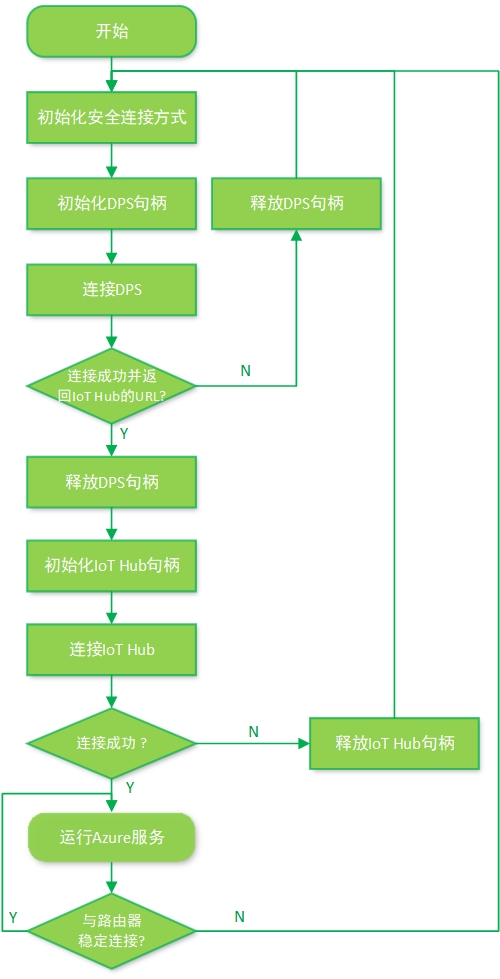 开始
初始化安全连接方式
初始化DPS句柄
释放DPS句柄
连接DPS
连接成功并返
回IoT Hub的URL?
N
Y
释放DPS句柄
初始化IoT Hub句柄
连接IoT Hub
连接成功？
N
释放IoT Hub句柄
Y
运行Azure服务
与路由器
稳定连接?
Y
N